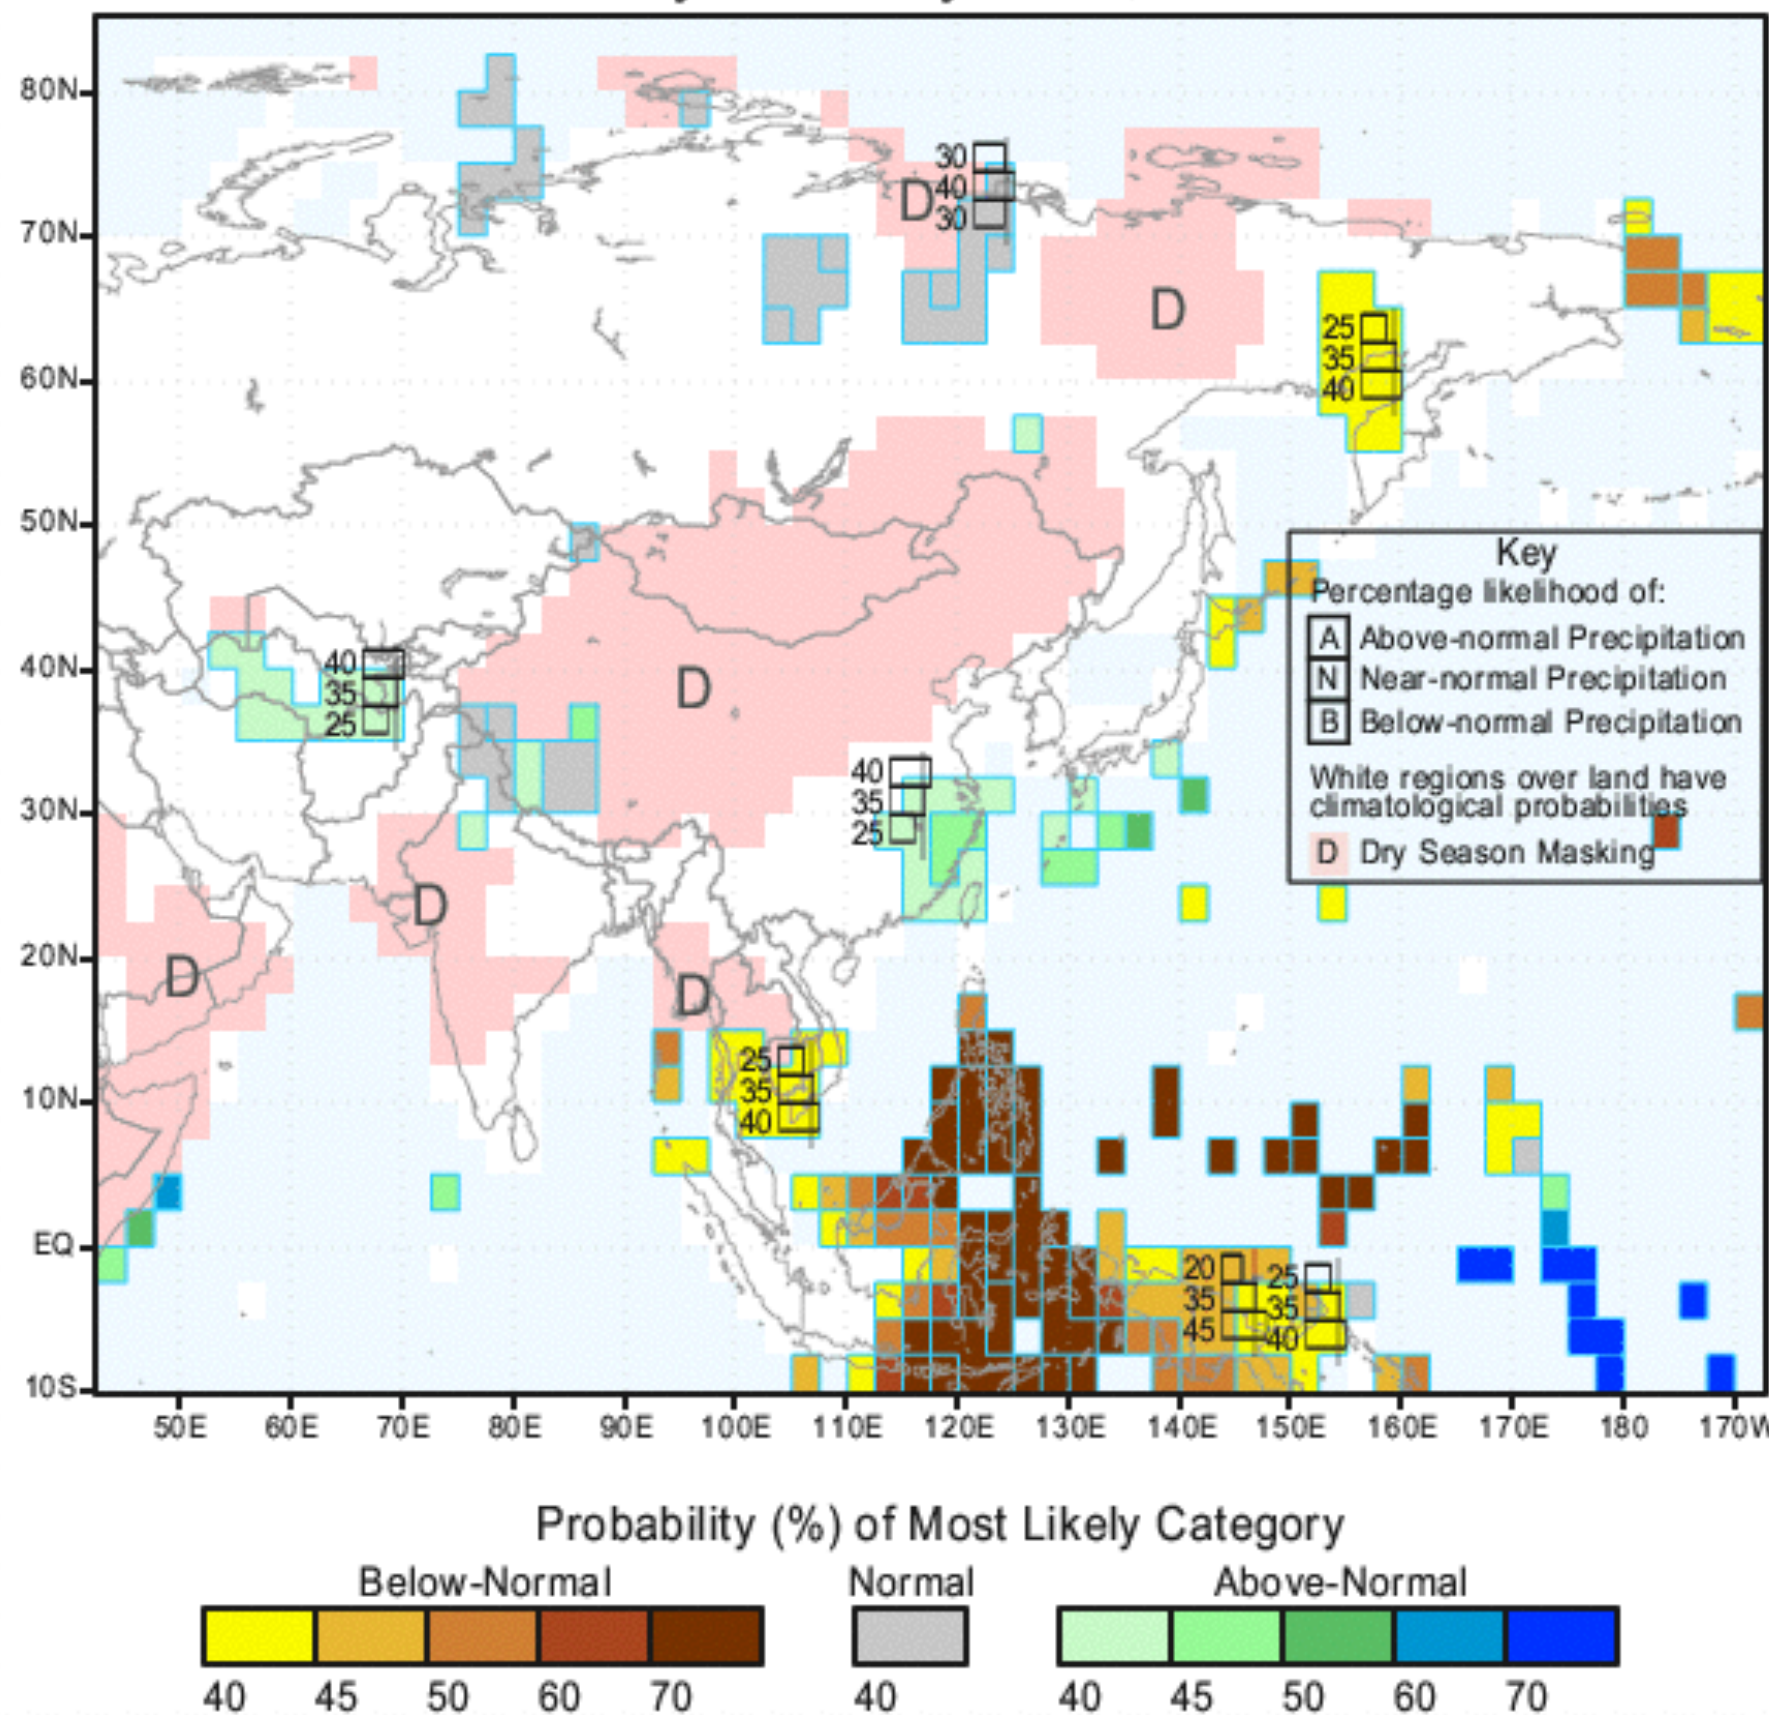 80N
70N
60N
50N
40N
30N
20N
10N
EQ
10S
50E 60E 70E 80E 90E 100E 110E 120E 130E 140E 150E 160E 170E 180 170W
30
D 40
30
D
25
35
40
40
35
25
D
40
35
25
D
D
D
25
35
40
20
35
45
25
35
40
Key
Percentage likelihood of:
A Above-normal Precipitation
N Near-normal Precipitation
B Below-normal Precipitation
White regions over land have
climatological probabilities
D Dry Season Masking
Probability (%) of Most Likely Category
Below-Normal Normal Above-Normal
40 45 50 60 70 40 40 45 50 60 70